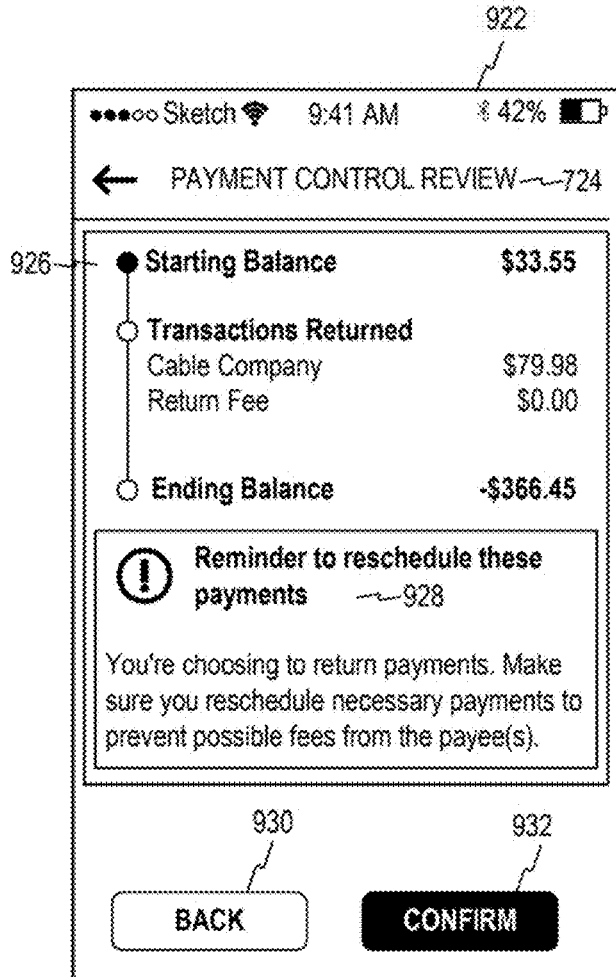 922
Sketch 9:41 AM 42%
PAYMENT CONTROL REVIEW 724
926 Starting Balance $33.55
Transactions Returned
Cable Company $79.98
Return Fee $0.00
Ending Balance -$366.45
Reminder to reschedule these
payments 928
You're choosing to return payments. Make
sure you reschedule necessary payments to
prevent possible fees from the payee(s).
930 932
BACK CONFIRM